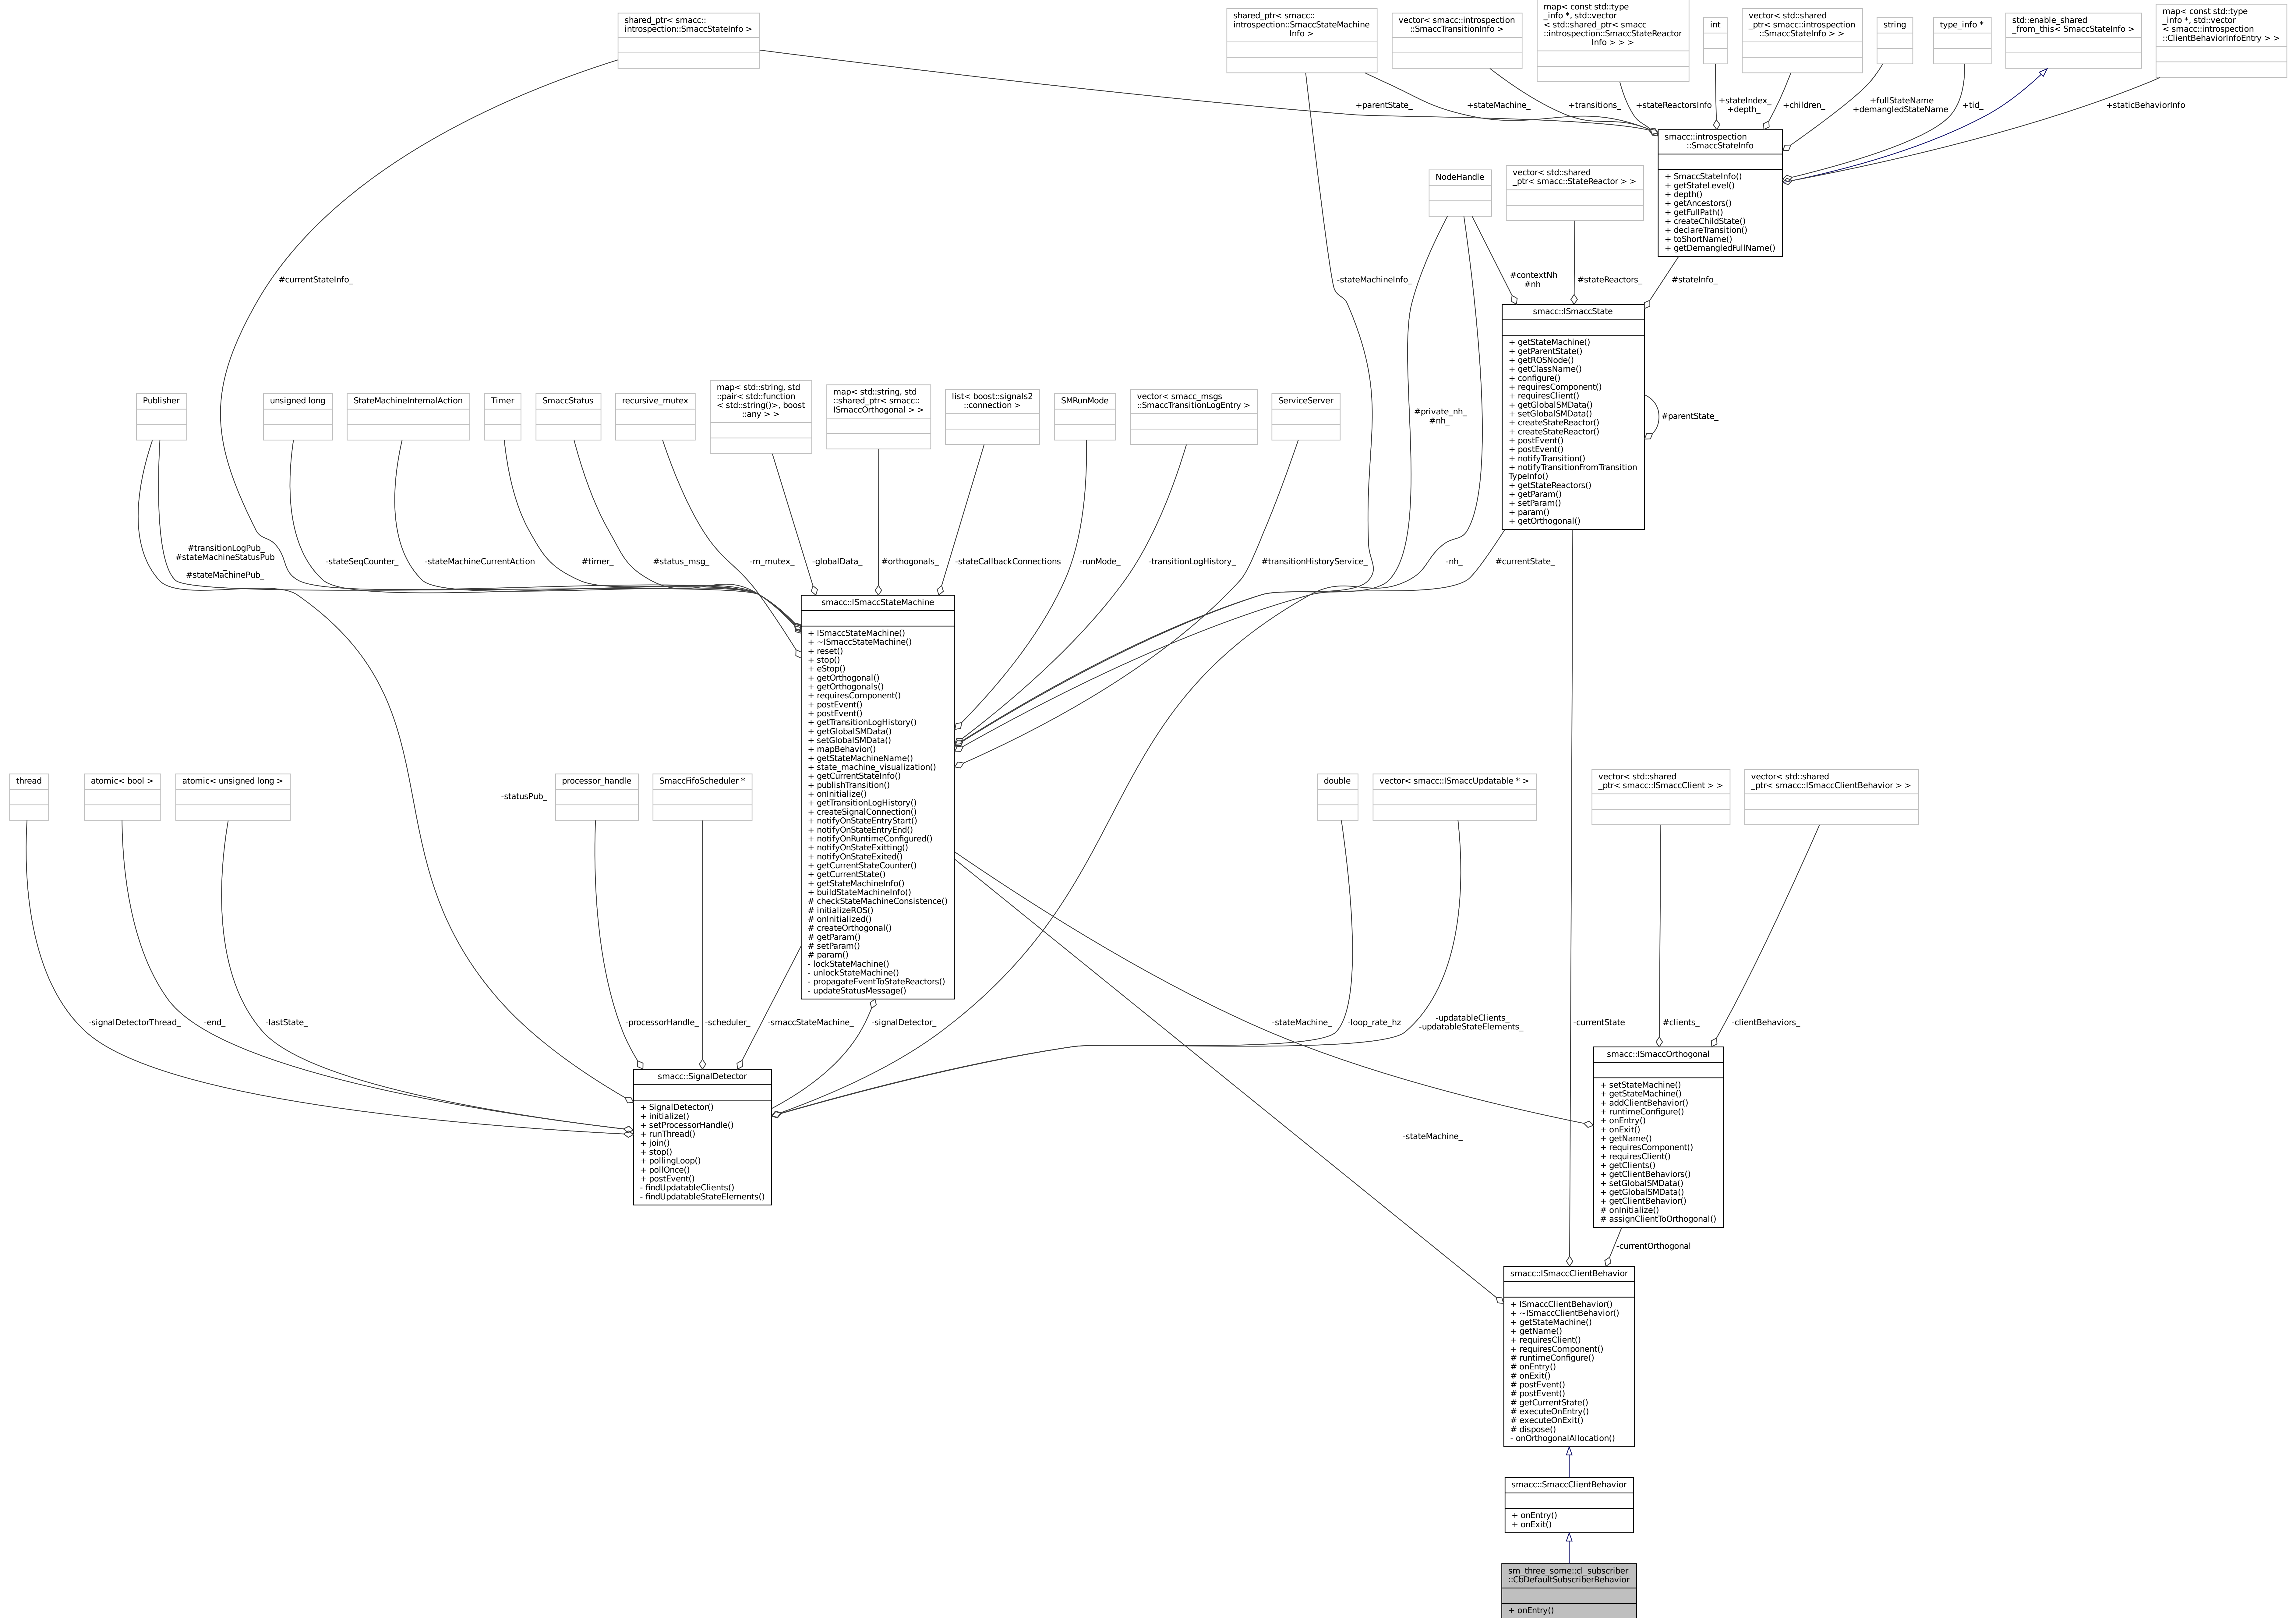 shared_ptr< smacc::
introspection::SmaccStateInfo >
shared_ptr< smacc::
introspection::SmaccStateMachine
Info >
vector< smacc::introspection
::SmaccTransitionInfo >
map< const std::type
_info *, std::vector
< std::shared_ptr< smacc
::introspection::SmaccStateReactor
Info > > >
int
vector< std::shared
_ptr< smacc::introspection
::SmaccStateInfo > >
string
type_info *
std::enable_shared
_from_this< SmaccStateInfo >
map< const std::type
_info *, std::vector
< smacc::introspection
::ClientBehaviorInfoEntry > >
+parentState_
+stateMachine_
+transitions_
+stateReactorsInfo
+stateIndex_
+depth_
+children_
+fullStateName
+demangledStateName
+tid_
+staticBehaviorInfo
smacc::introspection
::SmaccStateInfo
+ SmaccStateInfo()
+ getStateLevel()
+ depth()
+ getAncestors()
+ getFullPath()
+ createChildState()
+ declareTransition()
+ toShortName()
+ getDemangledFullName()
NodeHandle
vector< std::shared
_ptr< smacc::StateReactor > >
#currentStateInfo_
-stateMachineInfo_
#contextNh
#nh
#stateReactors_
#stateInfo_
smacc::ISmaccState
+ getStateMachine()
+ getParentState()
+ getROSNode()
+ getClassName()
+ configure()
+ requiresComponent()
+ requiresClient()
+ getGlobalSMData()
+ setGlobalSMData()
+ createStateReactor()
+ createStateReactor()
+ postEvent()
+ postEvent()
+ notifyTransition()
+ notifyTransitionFromTransition
TypeInfo()
+ getStateReactors()
+ getParam()
+ setParam()
+ param()
+ getOrthogonal()
#parentState_
Publisher
unsigned long
StateMachineInternalAction
Timer
SmaccStatus
recursive_mutex
map< std::string, std
::pair< std::function
< std::string()>, boost
::any > >
map< std::string, std
::shared_ptr< smacc::
ISmaccOrthogonal > >
list< boost::signals2
::connection >
SMRunMode
vector< smacc_msgs
::SmaccTransitionLogEntry >
ServiceServer
#private_nh_
#nh_
#transitionLogPub_
#stateMachineStatusPub
_
#stateMachinePub_
-stateSeqCounter_
-stateMachineCurrentAction
#timer_
#status_msg_
-m_mutex_
-globalData_
#orthogonals_
-stateCallbackConnections
-runMode_
-transitionLogHistory_
#transitionHistoryService_
-nh_
#currentState_
smacc::ISmaccStateMachine
+ ISmaccStateMachine()
+ ~ISmaccStateMachine()
+ reset()
+ stop()
+ eStop()
+ getOrthogonal()
+ getOrthogonals()
+ requiresComponent()
+ postEvent()
+ postEvent()
+ getTransitionLogHistory()
+ getGlobalSMData()
+ setGlobalSMData()
+ mapBehavior()
+ getStateMachineName()
+ state_machine_visualization()
+ getCurrentStateInfo()
+ publishTransition()
+ onInitialize()
+ getTransitionLogHistory()
+ createSignalConnection()
+ notifyOnStateEntryStart()
+ notifyOnStateEntryEnd()
+ notifyOnRuntimeConfigured()
+ notifyOnStateExitting()
+ notifyOnStateExited()
+ getCurrentStateCounter()
+ getCurrentState()
+ getStateMachineInfo()
+ buildStateMachineInfo()
# checkStateMachineConsistence()
# initializeROS()
# onInitialized()
# createOrthogonal()
# getParam()
# setParam()
# param()
- lockStateMachine()
- unlockStateMachine()
- propagateEventToStateReactors()
- updateStatusMessage()
thread
atomic< bool >
atomic< unsigned long >
-statusPub_
processor_handle
SmaccFifoScheduler *
double
vector< smacc::ISmaccUpdatable * >
vector< std::shared
_ptr< smacc::ISmaccClient > >
vector< std::shared
_ptr< smacc::ISmaccClientBehavior > >
-signalDetectorThread_
-end_
-lastState_
-processorHandle_
-scheduler_
-smaccStateMachine_
-signalDetector_
-stateMachine_
-loop_rate_hz
-updatableClients_
-updatableStateElements_
-currentState
#clients_
-clientBehaviors_
smacc::SignalDetector
+ SignalDetector()
+ initialize()
+ setProcessorHandle()
+ runThread()
+ join()
+ stop()
+ pollingLoop()
+ pollOnce()
+ postEvent()
- findUpdatableClients()
- findUpdatableStateElements()
smacc::ISmaccOrthogonal
+ setStateMachine()
+ getStateMachine()
+ addClientBehavior()
+ runtimeConfigure()
+ onEntry()
+ onExit()
+ getName()
+ requiresComponent()
+ requiresClient()
+ getClients()
+ getClientBehaviors()
+ setGlobalSMData()
+ getGlobalSMData()
+ getClientBehavior()
# onInitialize()
# assignClientToOrthogonal()
-stateMachine_
-currentOrthogonal
smacc::ISmaccClientBehavior
+ ISmaccClientBehavior()
+ ~ISmaccClientBehavior()
+ getStateMachine()
+ getName()
+ requiresClient()
+ requiresComponent()
# runtimeConfigure()
# onEntry()
# onExit()
# postEvent()
# postEvent()
# getCurrentState()
# executeOnEntry()
# executeOnExit()
# dispose()
- onOrthogonalAllocation()
smacc::SmaccClientBehavior
+ onEntry()
+ onExit()
sm_three_some::cl_subscriber
::CbDefaultSubscriberBehavior
+ onEntry()